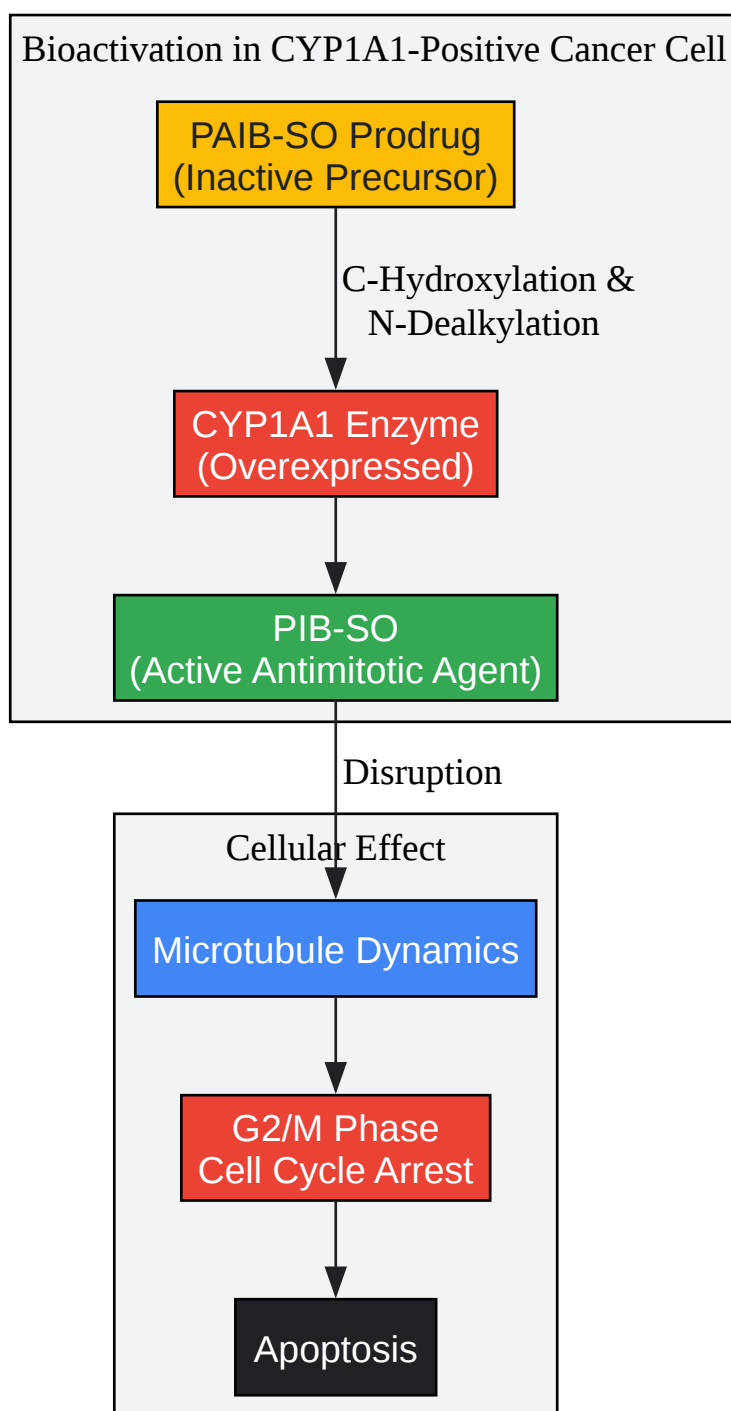 Bioactivation in CYP1A1-Positive Cancer Cell
PAIB-SO Prodrug
(Inactive Precursor)
C-Hydroxylation &
N-Dealkylation
CYP1A1 Enzyme
(Overexpressed)
PIB-SO
(Active Antimitotic Agent)
Disruption
Cellular Effect
Microtubule Dynamics
G2/M Phase
Cell Cycle Arrest
Apoptosis